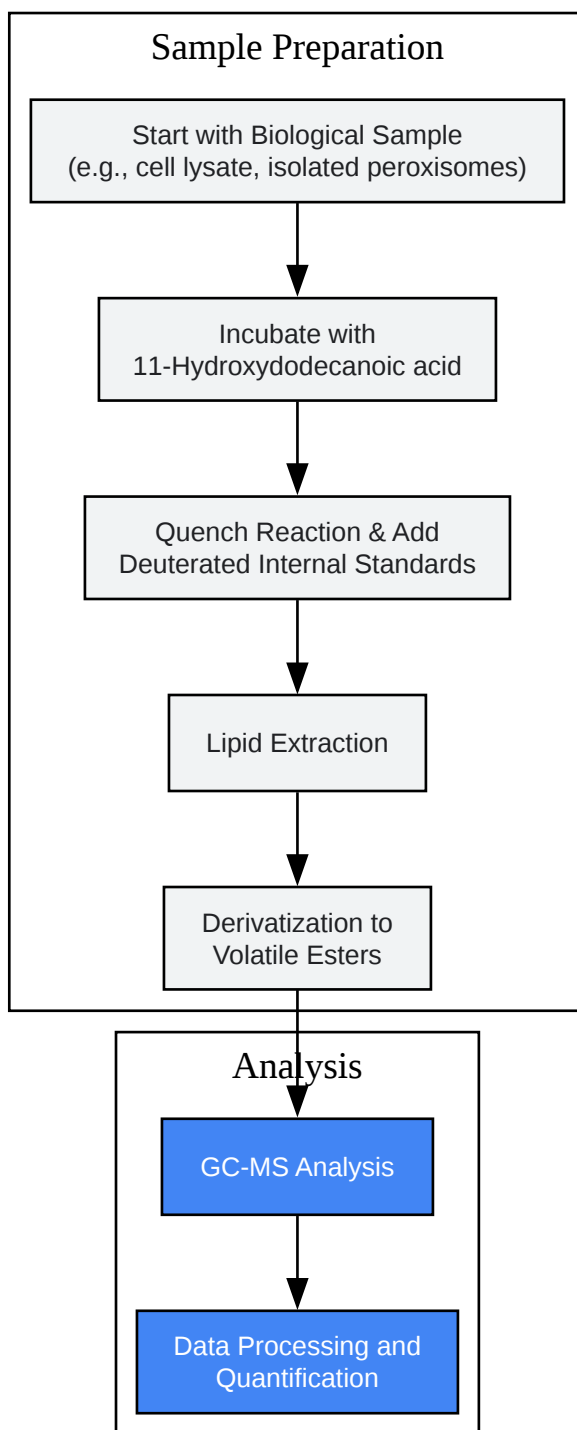 Sample Preparation
Start with Biological Sample
(e.g., cell lysate, isolated peroxisomes)
Incubate with
11-Hydroxydodecanoic acid
Quench Reaction & Add
Deuterated Internal Standards
Lipid Extraction
Derivatization to
Volatile Esters
Analysis
GC-MS Analysis
Data Processing and
Quantification